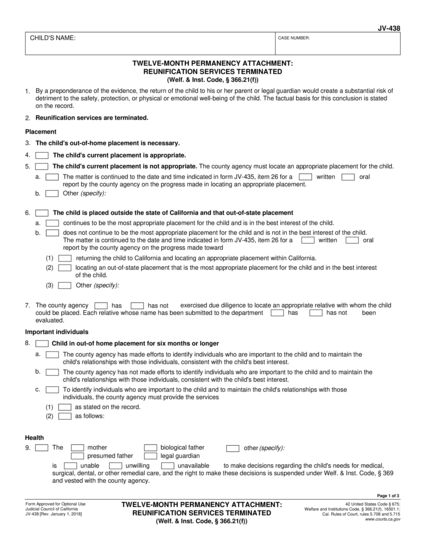 JV-438
CHILD'S NAME:
CASE NUMBER:
TWELVE-MONTH PERMANENCY ATTACHMENT:
REUNIFICATION SERVICES TERMINATED
(Welf. & Inst. Code, § 366.21(f))
1. By a preponderance of the evidence, the return of the child to his or her parent or legal guardian would create a substantial risk of
detriment to the safety, protection, or physical or emotional well-being of the child. The factual basis for this conclusion is stated
on the record.
2. Reunification services are terminated.
Placement
3. The child's out-of-home placement is necessary.
4. The child's current placement is appropriate.
5. The child's current placement is not appropriate. The county agency must locate an appropriate placement for the child.
a. The matter is continued to the date and time indicated in form JV-435, item 26 for a written oral
report by the county agency on the progress made in locating an appropriate placement.
b. Other (specify):
6. The child is placed outside the state of California and that out-of-state placement
a. continues to be the most appropriate placement for the child and is in the best interest of the child.
b. does not continue to be the most appropriate placement for the child and is not in the best interest of the child.
The matter is continued to the date and time indicated in form JV-435, item 26 for a written oral
report by the county agency on the progress made toward
(1) returning the child to California and locating an appropriate placement within California.
(2) locating an out-of-state placement that is the most appropriate placement for the child and in the best interest
of the child.
(3) Other (specify):
7. The county agency has has not exercised due diligence to locate an appropriate relative with whom the child
could be placed. Each relative whose name has been submitted to the department has has not been
evaluated.
Important individuals
8. Child in out-of home placement for six months or longer
a. The county agency has made efforts to identify individuals who are important to the child and to maintain the
child's relationships with those individuals, consistent with the child's best interest.
b. The county agency has not made efforts to identify individuals who are important to the child and to maintain the
child's relationships with those individuals, consistent with the child's best interest.
c. To identify individuals who are important to the child and to maintain the child's relationships with those
individuals, the county agency must provide the services
(1) as stated on the record.
(2) as follows:
Health
9. The mother biological father other (specify):
presumed father legal guardian
is unable unwilling unavailable to make decisions regarding the child's needs for medical,
surgical, dental, or other remedial care, and the right to make these decisions is suspended under Welf. & Inst. Code, § 369
and vested with the county agency.
Page 1 of 3
Form Approved for Optional Use
Judicial Council of California
JV-438 [Rev. January 1, 2016]
TWELVE-MONTH PERMANENCY ATTACHMENT:
REUNIFICATION SERVICES TERMINATED
(Welf. & Inst. Code, § 366.21(f))
42 United States Code § 675;
Welfare and Institutions Code, § 366.21(f), 16501.1;
Cal. Rules of Court, rules 5.708 and 5.715
www.courts.ca.gov